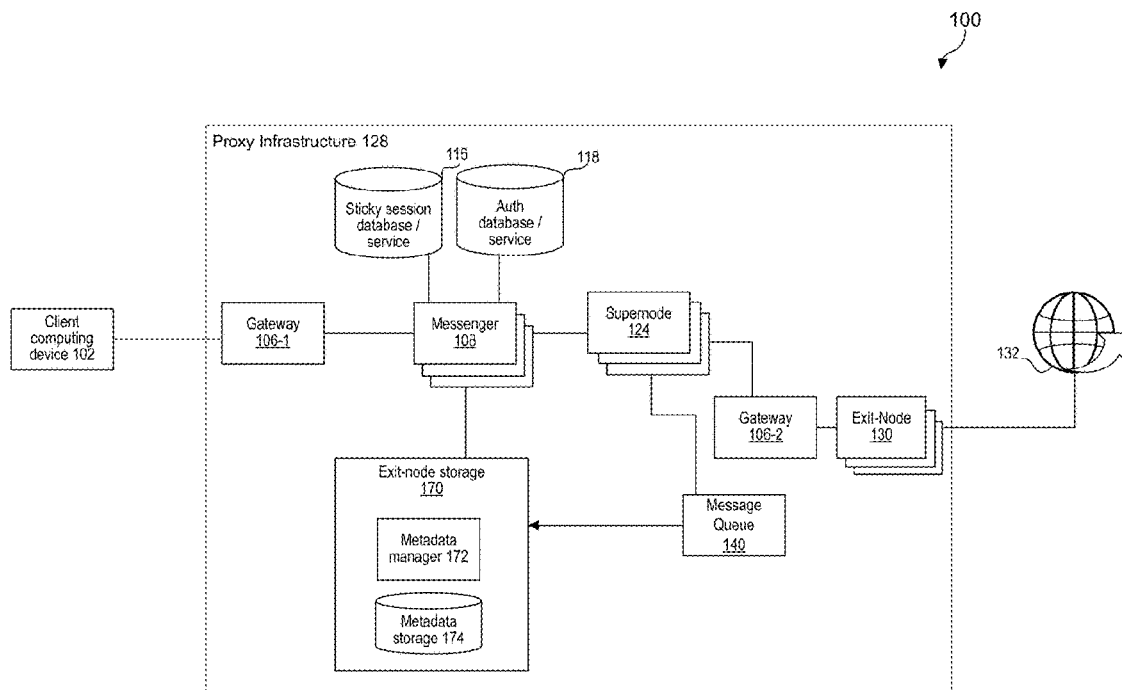 100
Proxy Infrastructure 128
116
118
Sticky session
database /
service
Auth
database /
service
Client
computing
device 102
Gateway
106-1
Messenger
108
Supernode
124
132
Gateway
106-2
Exit-Node
130
Exit-node storage
170
Metadata
manager 172
Metadata
storage 174
Message
Queue
140